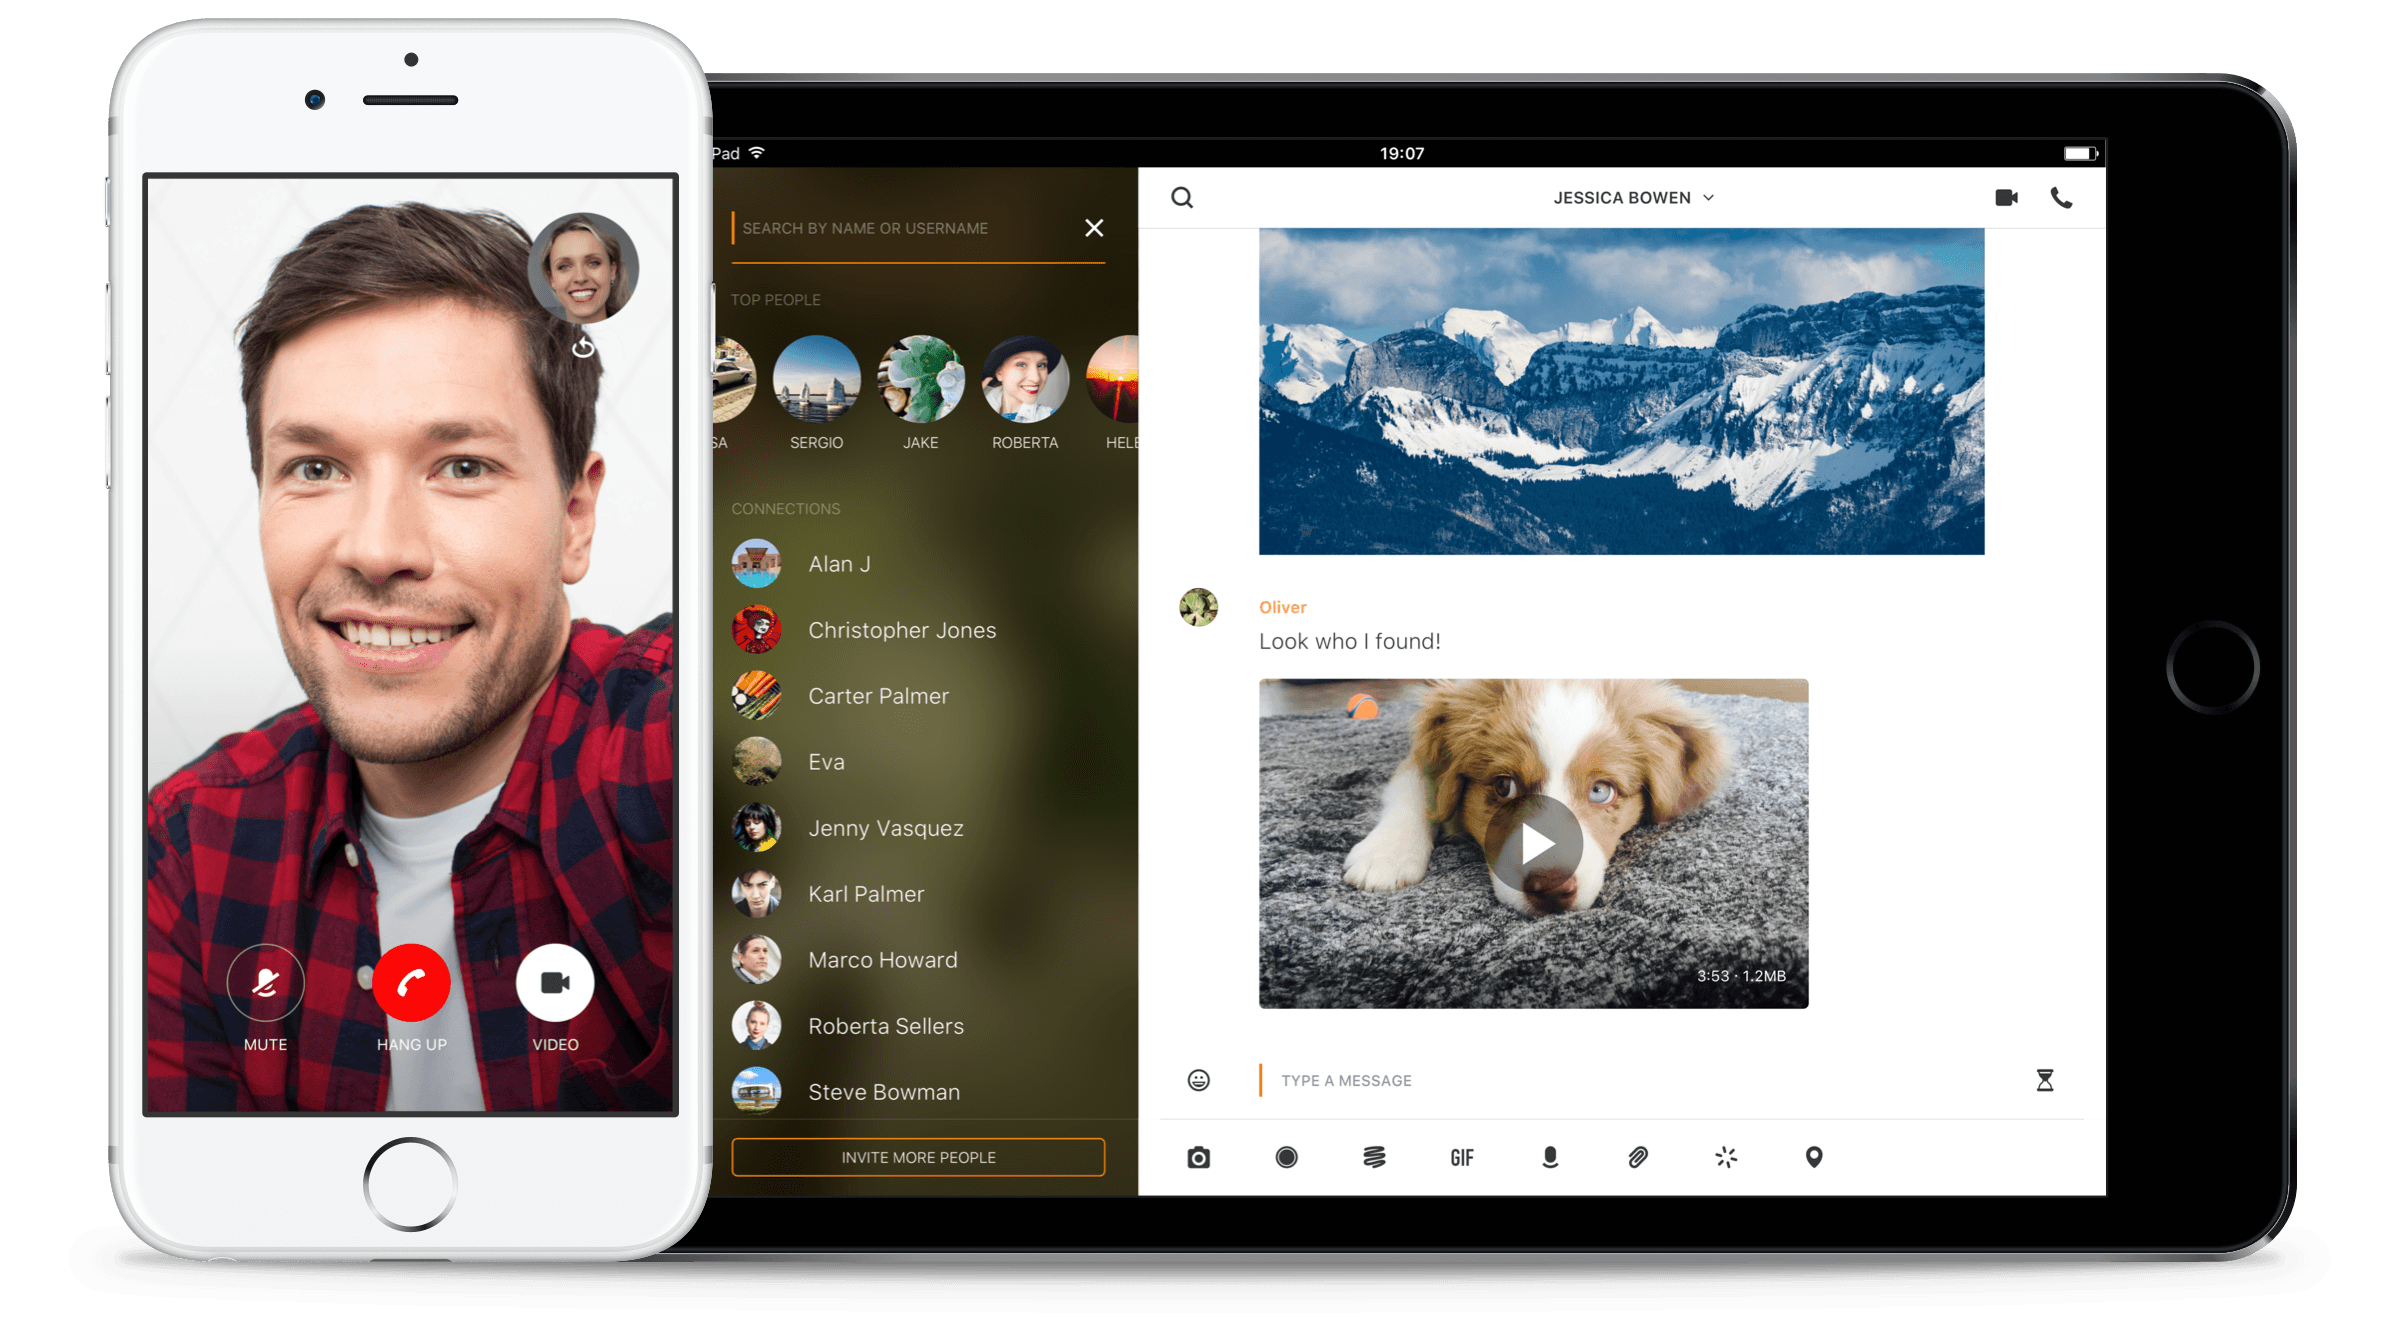 MUTE
HANG UP
VIDEO
Pad
19:07
SEARCH BY NAME OR USERNAME
TOP PEOPLE
SA
SERGIO
JAKE
ROBERTA
HELE
CONNECTIONS
Alan J
Christopher Jones
Carter Palmer
Eva
Jenny Vasquez
Karl Palmer
Marco Howard
Roberta Sellers
Steve Bowman
INVITE MORE PEOPLE
JESSICA BOWEN
Oliver
Look who I found!
3:53 · 1.2MB
TYPE A MESSAGE
GIF